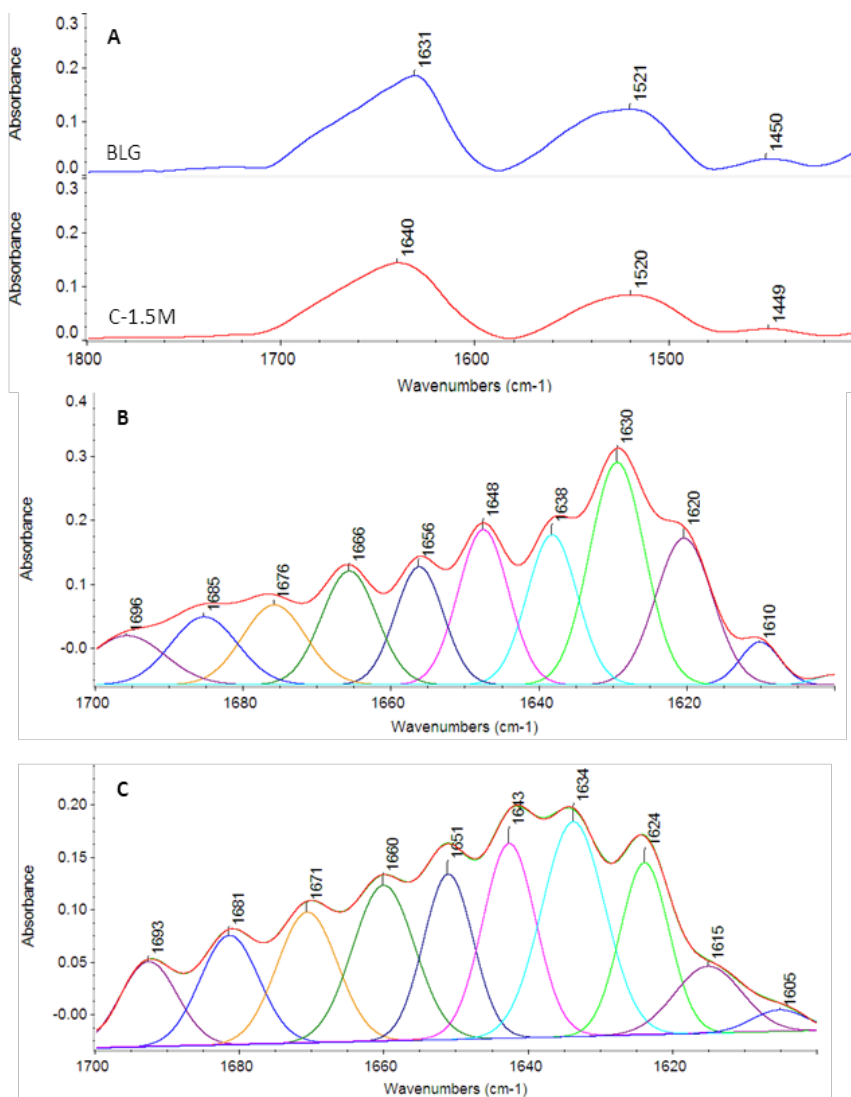 A
0.3
0.2
0.1
0.0
Absorbance
1631
1521
1450
BLG
0.3
0.2
0.1
0.0
Absorbance
1640
1520
1449
C-1.5M
1800 1700 1600 1500
Wavenumbers (cm-1)
B
0.4
0.3
0.2
0.1
-0.0
Absorbance
1696
1685
1676
1666
1656
1648
1638
1630
1620
1610
1700 1680 1660 1640 1620
Wavenumbers (cm-1)
C
0.20
0.15
0.10
0.05
-0.00
Absorbance
1693
1681
1671
1660
1651
1643
1634
1624
1615
1605
1700 1680 1660 1640 1620
Wavenumbers (cm-1)